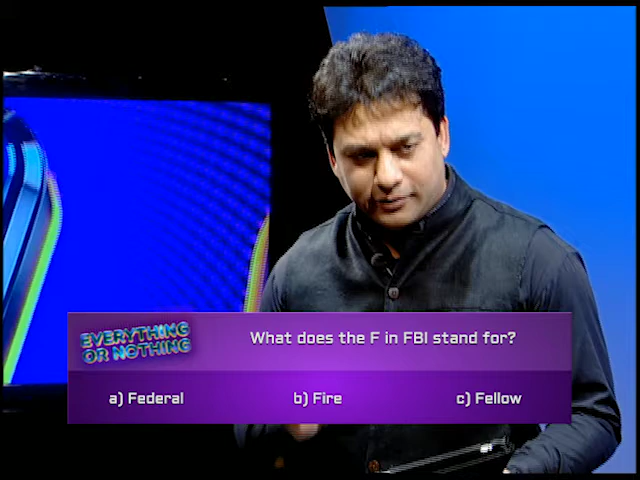 EVERYTHING
OR NOTHING
What does the F in FBI stand for?
a) Federal
b) Fire
c) Fellow